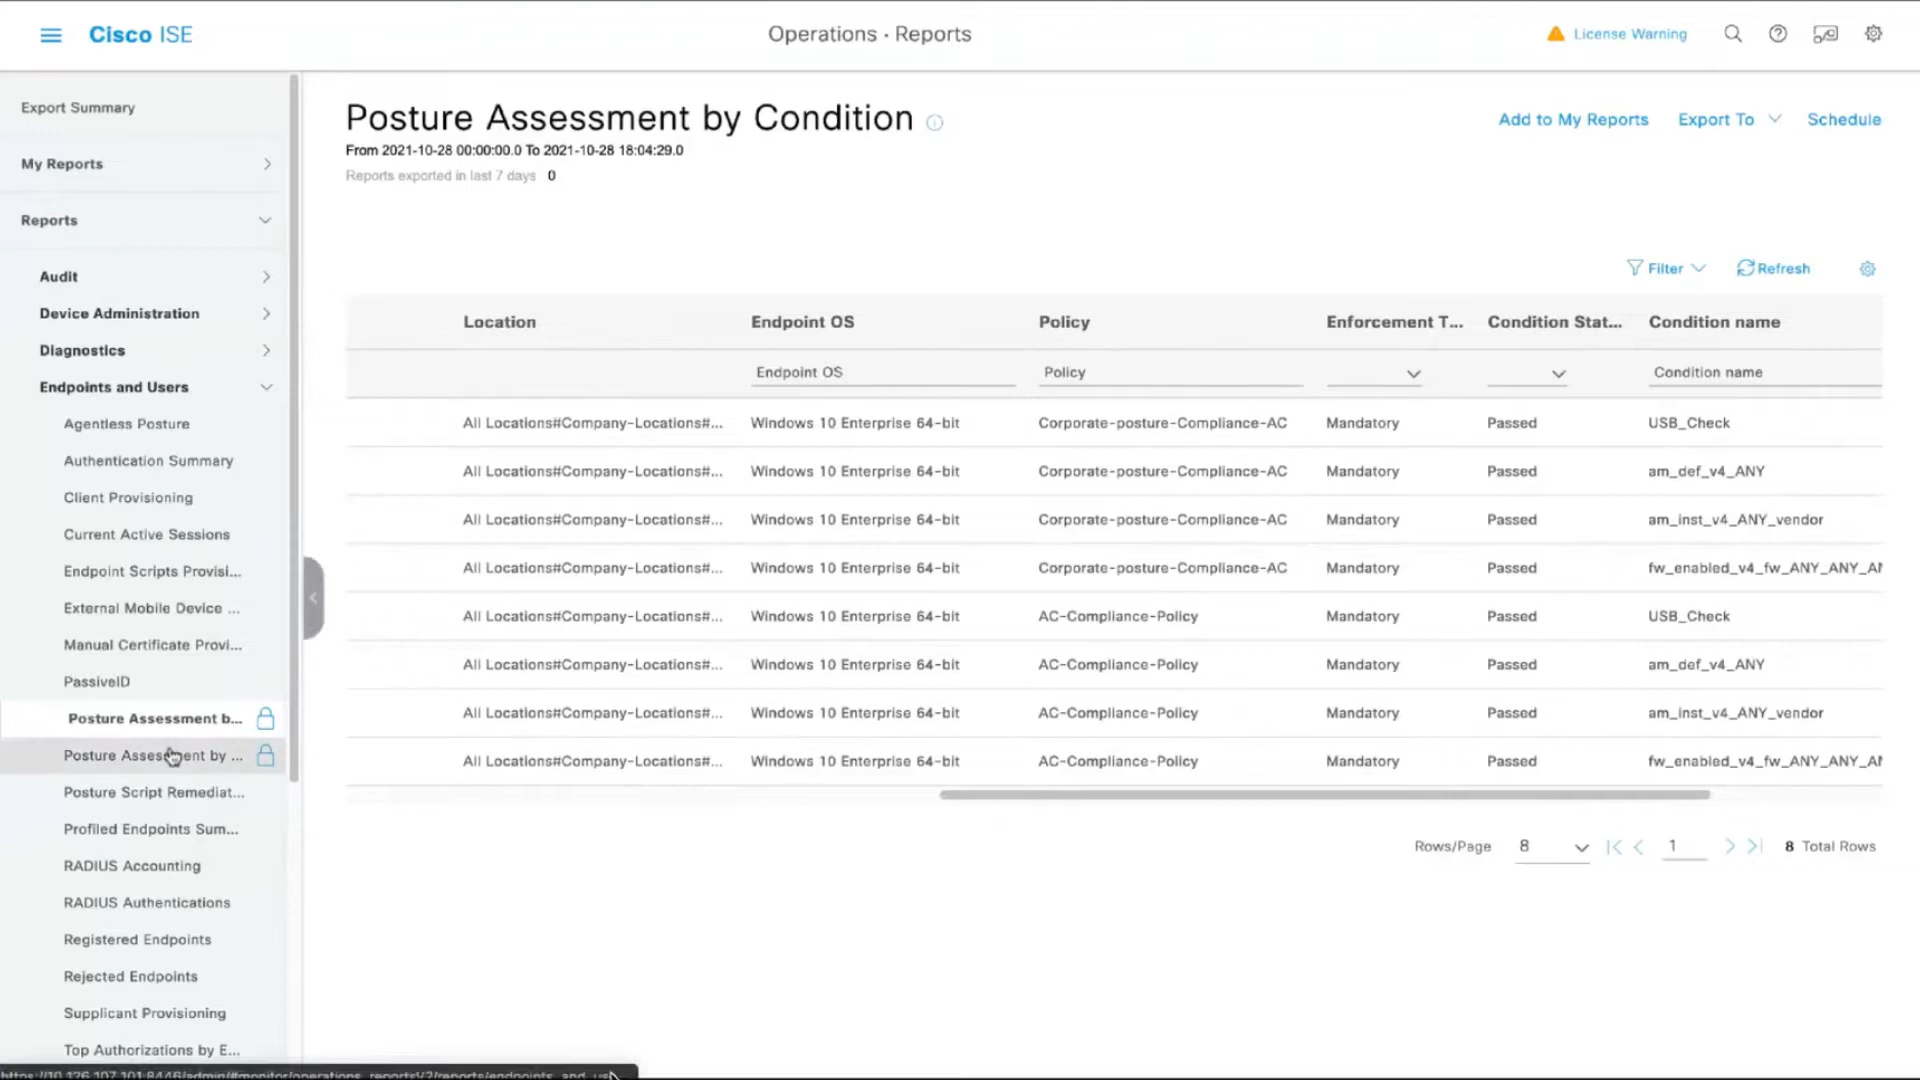 Cisco ISE
Operations · Reports
License Warning
Export Summary
My Reports
Reports
Audit
Device Administration
Diagnostics
Endpoints and Users
Agentless Posture
Authentication Summary
Client Provisioning
Current Active Sessions
Endpoint Scripts Provisi...
External Mobile Device ...
Manual Certificate Provi...
PassiveID
Posture Assessment b...
Posture Assessment by ...
Posture Script Remediat...
Profiled Endpoints Sum...
RADIUS Accounting
RADIUS Authentications
Registered Endpoints
Rejected Endpoints
Supplicant Provisioning
Top Authorizations by E...
Posture Assessment by Condition
From 2021-10-28 00:00:00.0 To 2021-10-28 18:04:29.0
Reports exported in last 7 days 0
Add to My Reports Export To Schedule
Filter Refresh
Location Endpoint OS Policy Enforcement T... Condition Stat... Condition name
Endpoint OS Policy Condition name
All Locations#Company-Locations#... Windows 10 Enterprise 64-bit Corporate-posture-Compliance-AC Mandatory Passed USB_Check
All Locations#Company-Locations#... Windows 10 Enterprise 64-bit Corporate-posture-Compliance-AC Mandatory Passed am_def_v4_ANY
All Locations#Company-Locations#... Windows 10 Enterprise 64-bit Corporate-posture-Compliance-AC Mandatory Passed am_inst_v4_ANY_vendor
All Locations#Company-Locations#... Windows 10 Enterprise 64-bit Corporate-posture-Compliance-AC Mandatory Passed fw_enabled_v4_fw_ANY_ANY_AN
All Locations#Company-Locations#... Windows 10 Enterprise 64-bit AC-Compliance-Policy Mandatory Passed USB_Check
All Locations#Company-Locations#... Windows 10 Enterprise 64-bit AC-Compliance-Policy Mandatory Passed am_def_v4_ANY
All Locations#Company-Locations#... Windows 10 Enterprise 64-bit AC-Compliance-Policy Mandatory Passed am_inst_v4_ANY_vendor
All Locations#Company-Locations#... Windows 10 Enterprise 64-bit AC-Compliance-Policy Mandatory Passed fw_enabled_v4_fw_ANY_ANY_AN
Rows/Page 8 1 8 Total Rows